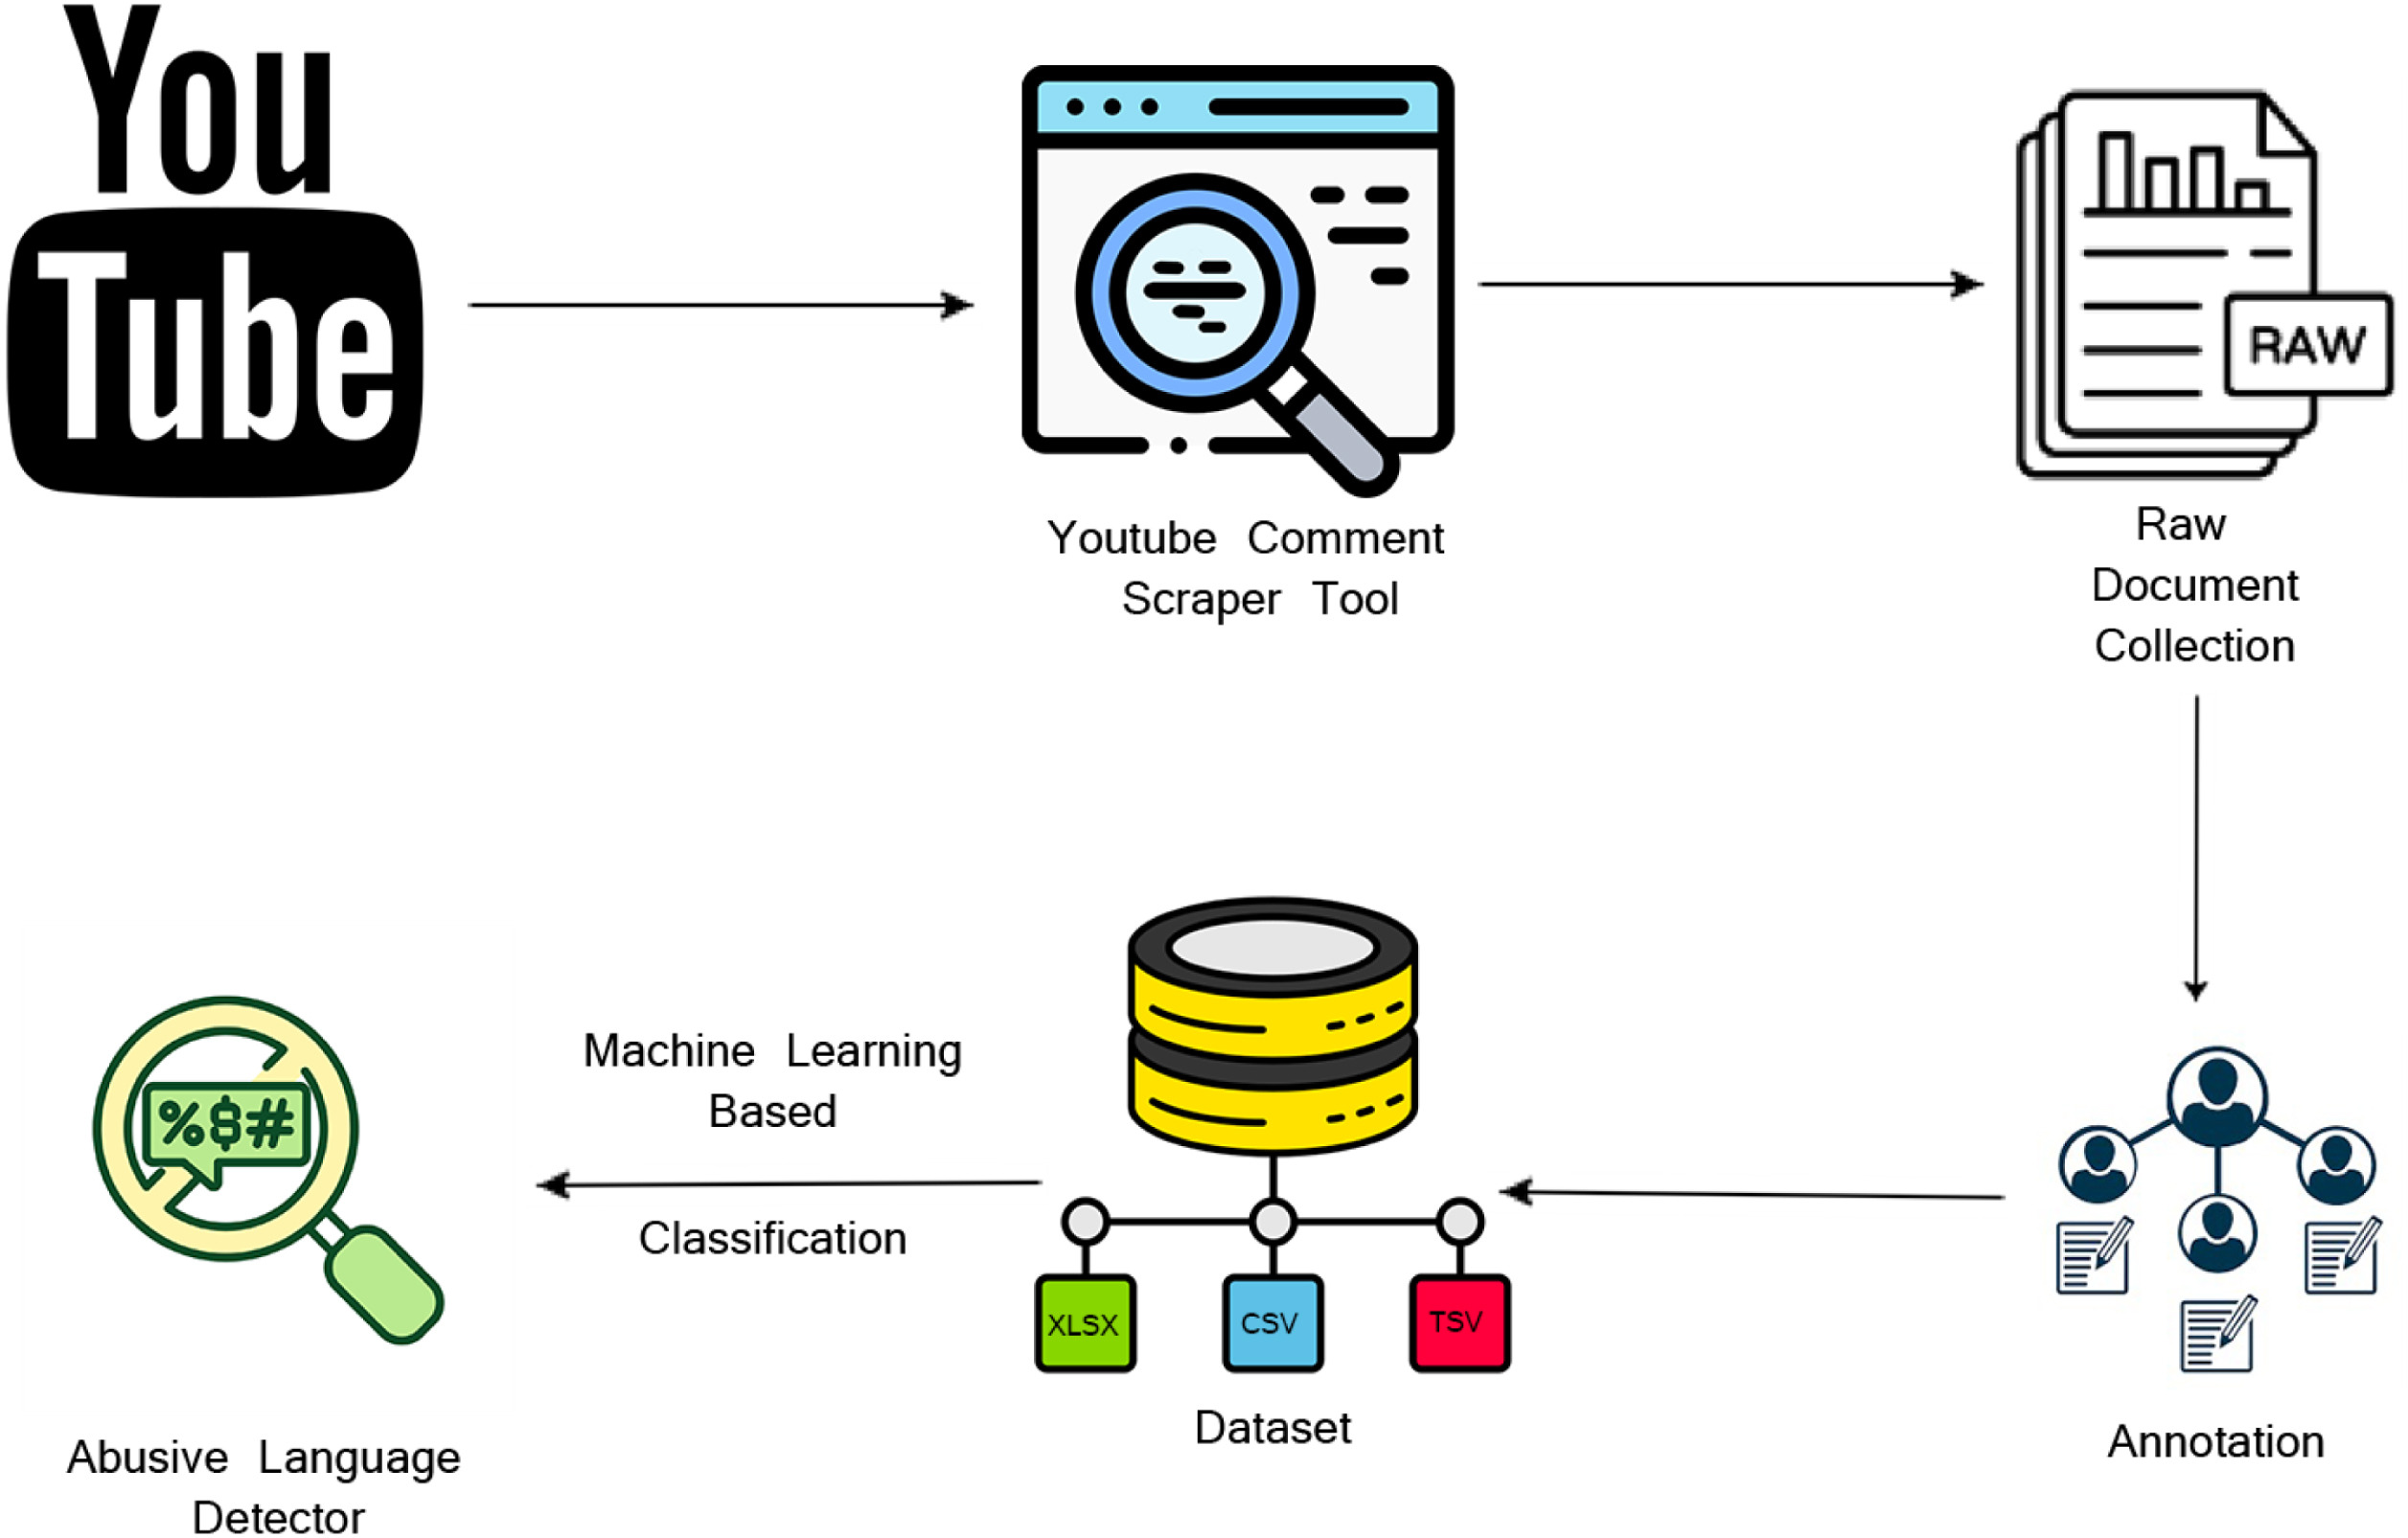 You
Tube
RAW
Youtube Comment
Scraper Tool
Raw
Document
Collection
Machine Learning
Based
Classification
%$#
XLSX
CSV
TSV
Dataset
Annotation
Abusive Language
Detector